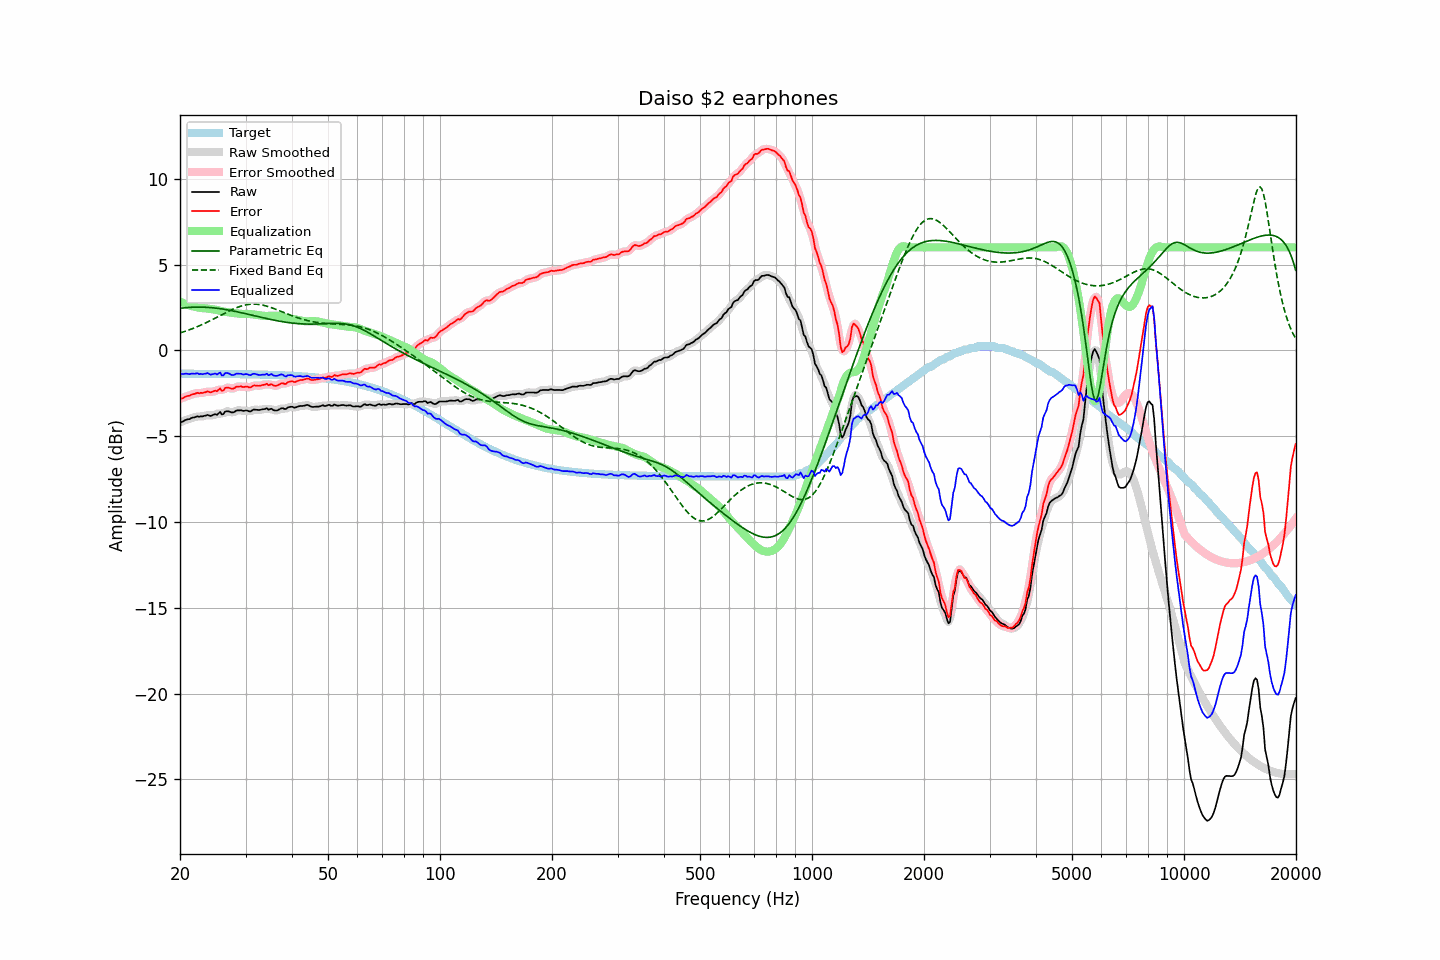 Daiso $2 earphones
Target
Raw Smoothed
Error Smoothed
Raw
Error
Equalization
Parametric Eq
Fixed Band Eq
Equalized
Amplitude (dBr)
10
5
0
−5
−10
−15
−20
−25
20 50 100 200 500 1000 2000 5000 10000 20000
Frequency (Hz)